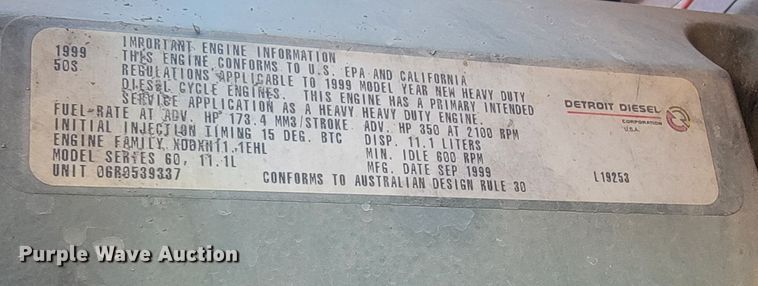 IMPORTANT ENGINE INFORMATION
1999 THIS ENGINE CONFORMS TO U.S. EPA AND CALIFORNIA
50S REGULATIONS APPLICABLE TO 1999 MODEL YEAR NEW HEAVY DUTY
DIESEL CYCLE ENGINES. THIS ENGINE HAS A PRIMARY INTENDED
SERVICE APPLICATION AS A HEAVY HEAVY DUTY ENGINE.
FUEL-RATE AT ADV. HP 173.4 MM3/STROKE. ADV. HP 350 AT 2100 RPM
INITIAL INJECTION TIMING 15 DEG. BTC DISP. 11.1 LITERS
ENGINE FAMILY XDDXH11.1EHL MIN. IDLE 600 RPM
MODEL SERIES 60, 11.1L MFG. DATE SEP 1999
UNIT 06R0539337 CONFORMS TO AUSTRALIAN DESIGN RULE 30 L19253
DETROIT DIESEL
CORPORATION
U.S.A.
Purple Wave Auction